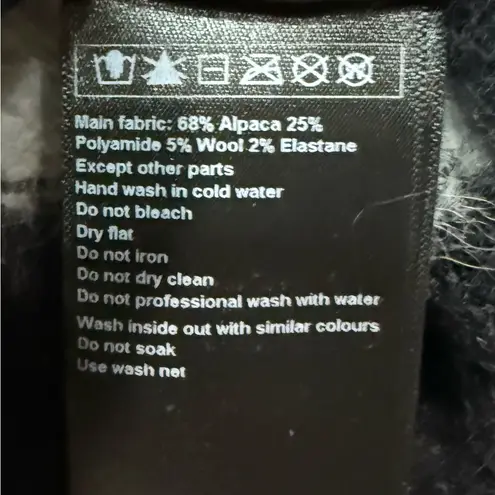 Main fabric: 68% Alpaca 25%
Polyamide 5% Wool 2% Elastane
Except other parts
Hand wash in cold water
Do not bleach
Dry flat
Do not iron
Do not dry clean
Do not professional wash with water
Wash inside out with similar colours
Do not soak
Use wash net